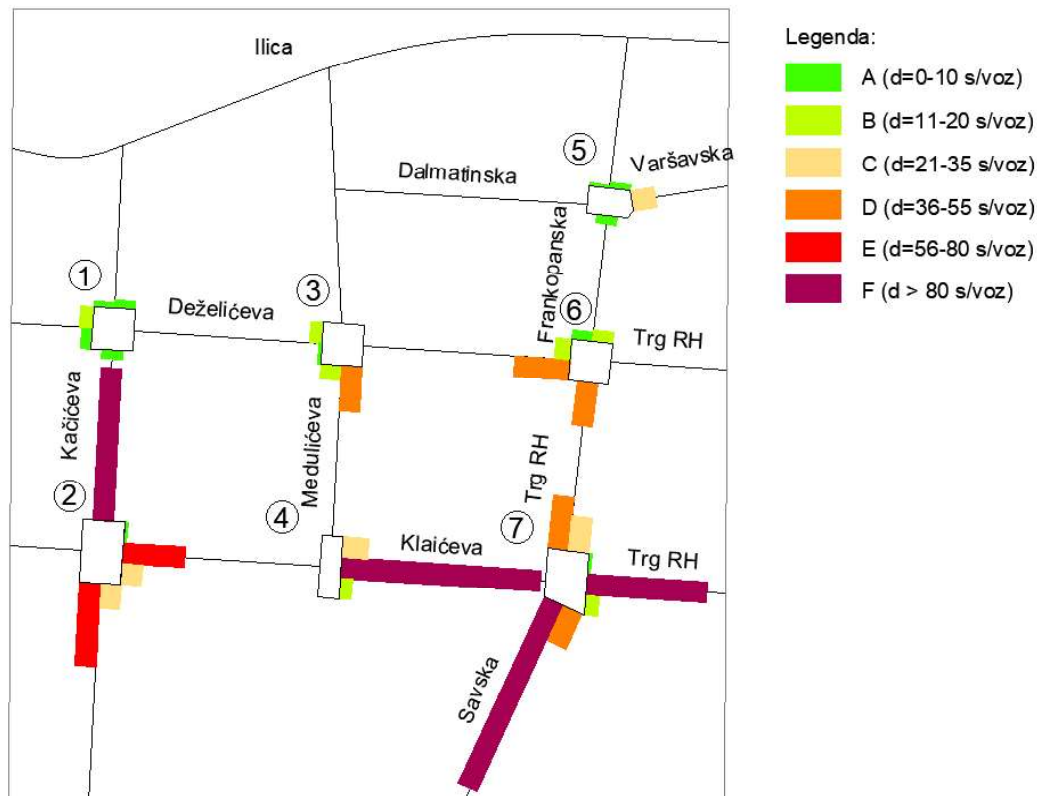 Ilica
Legenda:
A (d=0-10 s/voz)
B (d=11-20 s/voz)
C (d=21-35 s/voz)
D (d=36-55 s/voz)
E (d=56-80 s/voz)
F (d > 80 s/voz)
5
Varšavska
Dalmatinska
Frankopanska
1
3
Deželićeva
6
Trg RH
Kačićeva
Medulićeva
Trg RH
2
4
7
Klaićeva
Trg RH
Savska